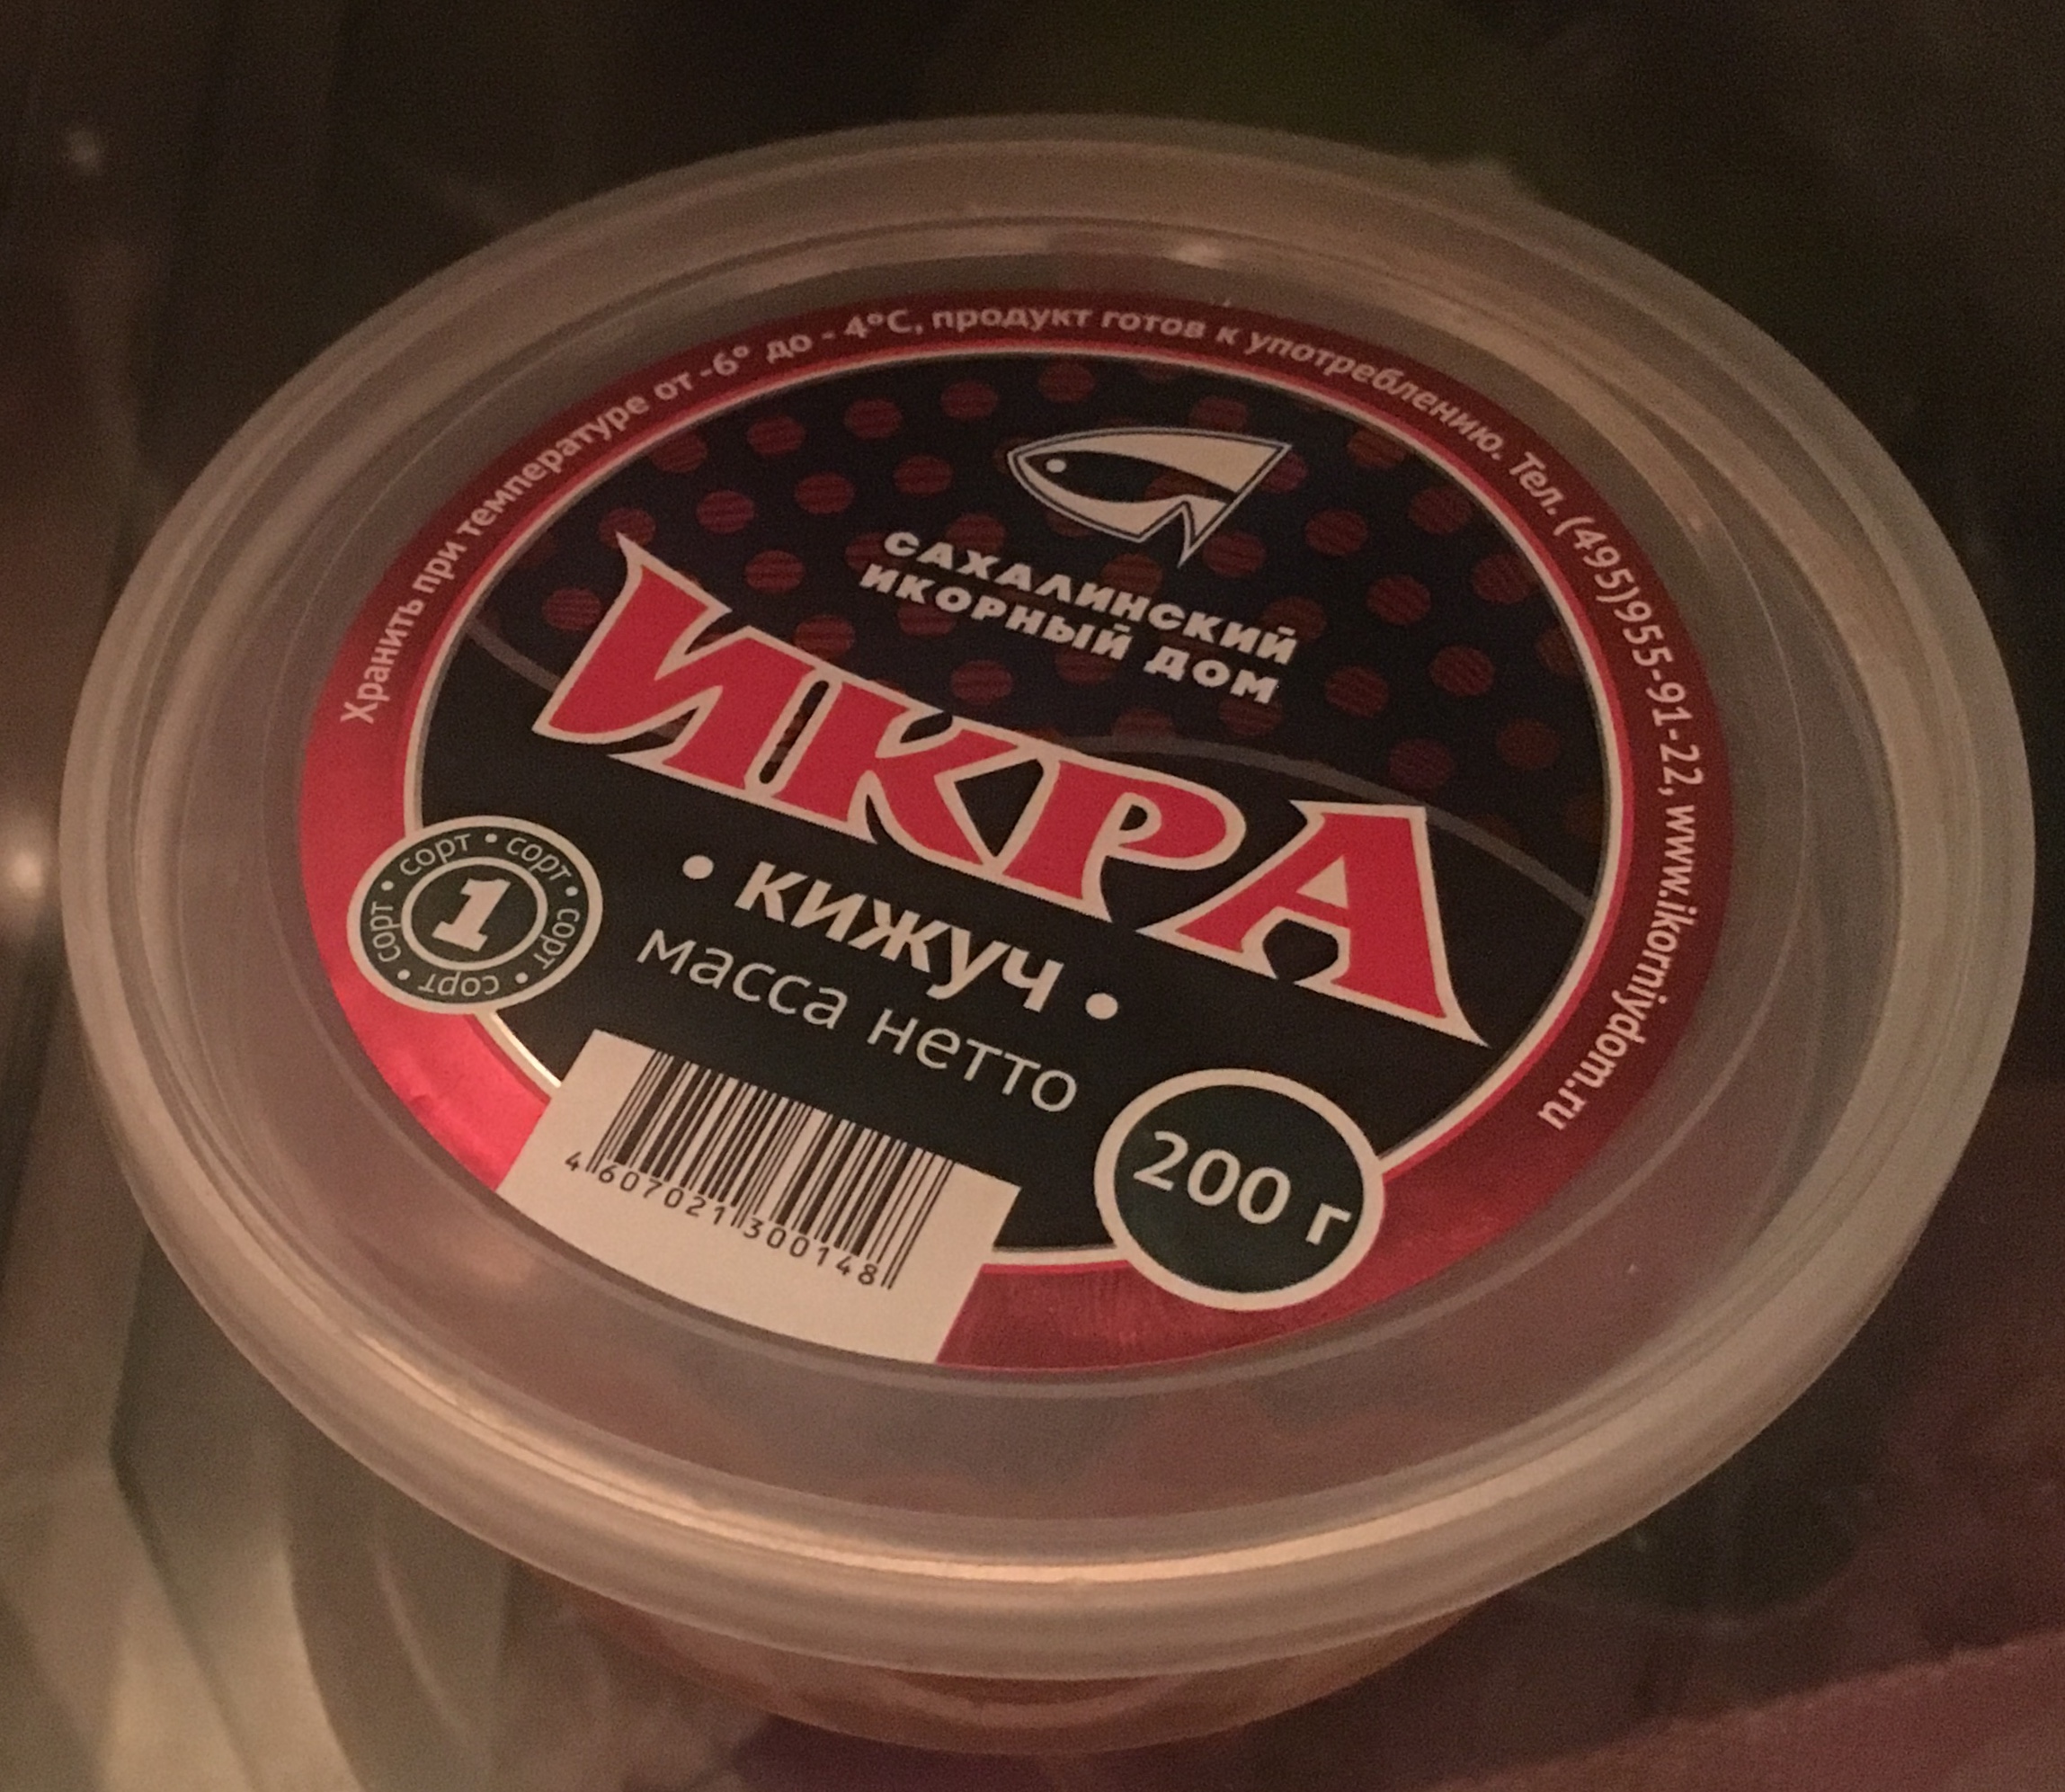 Хранить при температуре от -6° до - 4°С, продукт готов к употреблению. Тел. (495)955-91-22, www.ikorniydom.ru
САХАЛИНСКИЙ
ИКОРНЫЙ ДОМ
ИКРА
• КИЖУЧ •
масса нетто
200 г
1
сорт • сорт • сорт • сорт • сорт •
4 607021 300148